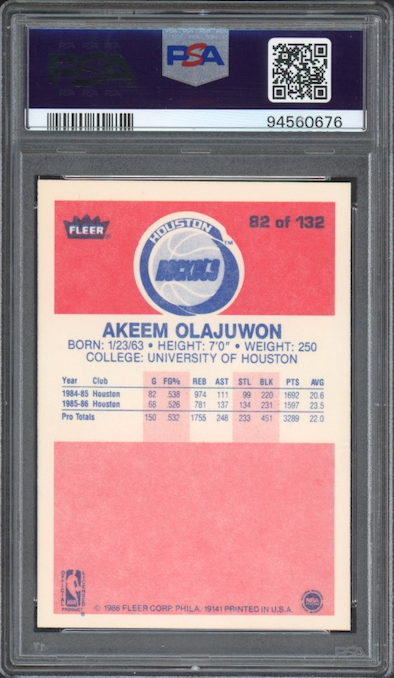 PSA
PSA
94560676
FLEER
HOUSTON
ROCKETS
TM
82 of 132
AKEEM OLAJUWON
BORN: 1/23/63 • HEIGHT: 7'0" • WEIGHT: 250
COLLEGE: UNIVERSITY OF HOUSTON
Year Club G FG% REB AST STL BLK PTS AVG
1984-85 Houston 82 .538 974 111 99 220 1692 20.6
1985-86 Houston 68 .526 781 137 134 231 1597 23.5
Pro Totals 150 .532 1755 248 233 451 3289 22.0
NBA
© 1986 FLEER CORP. PHILA. 19141 PRINTED IN U.S.A.